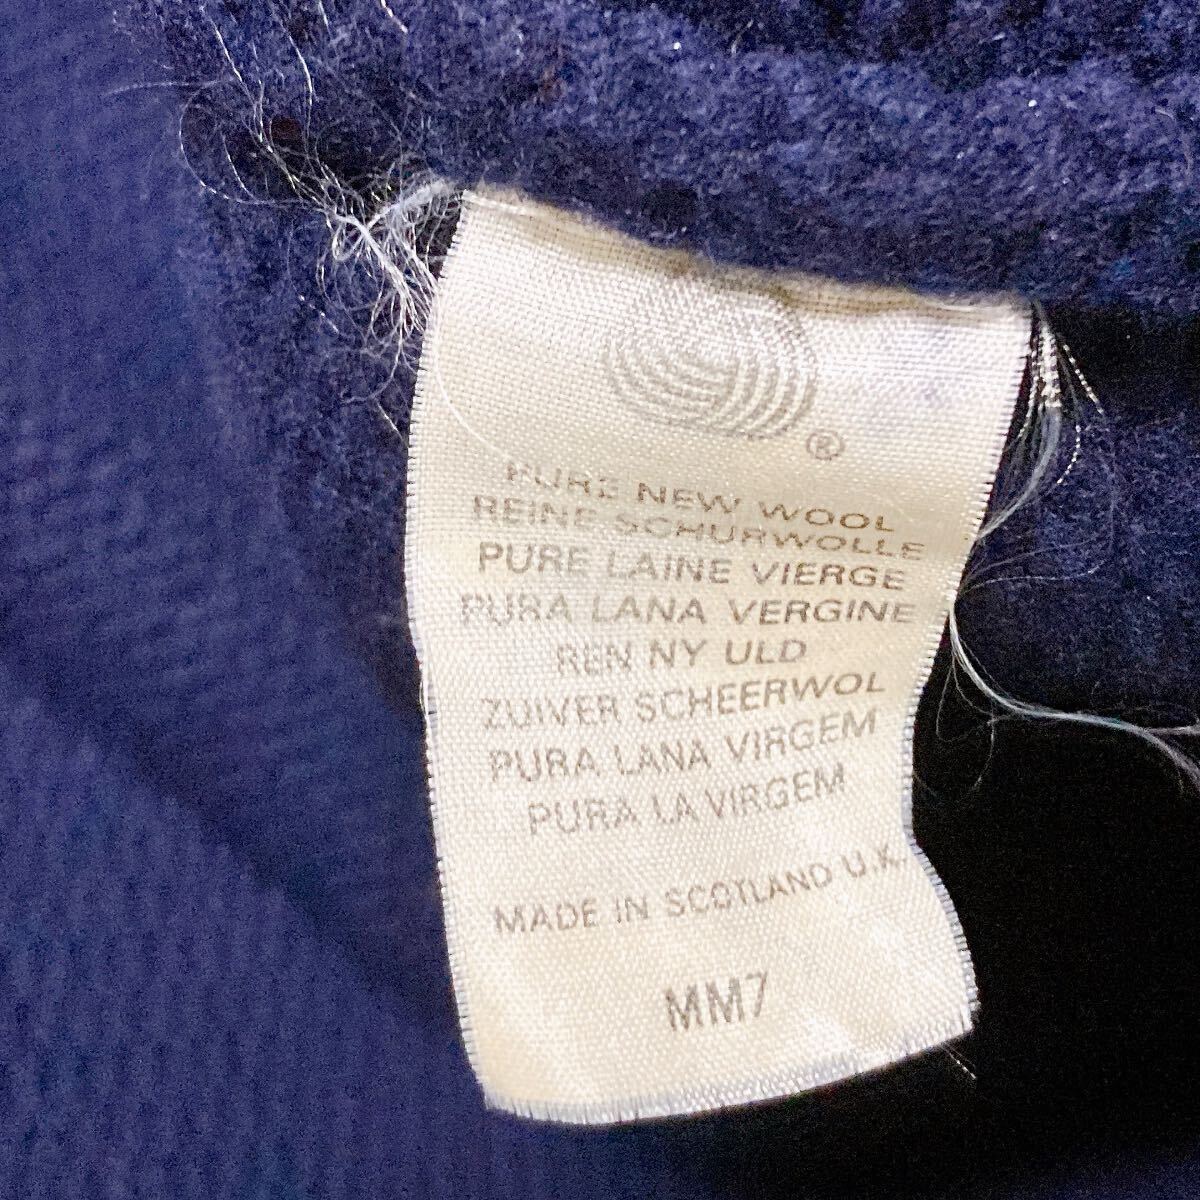 ®
PURE NEW WOOL
REINE SCHURWOLLE
PURE LAINE VIERGE
PURA LANA VERGINE
REN NY ULD
ZUIVER SCHEERWOL
PURA LANA VIRGEM
PURA LA VIRGEM
MADE IN SCOTLAND U.K.
MM7